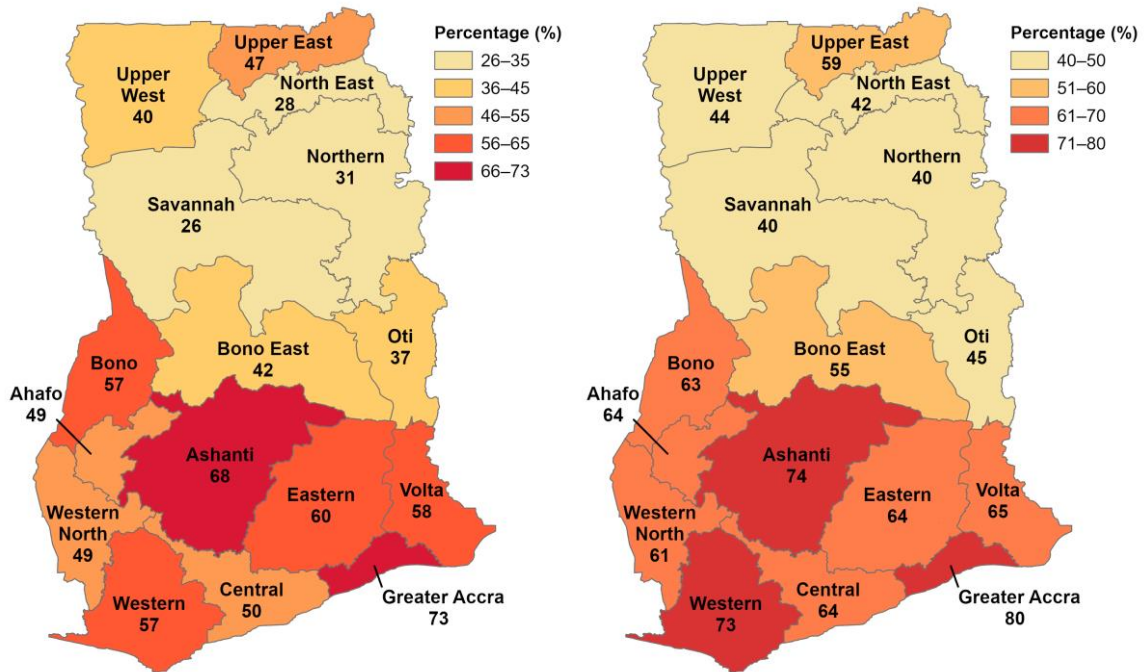 Percentage (%)
26–35
36–45
46–55
56–65
66–73
Upper East
47
Upper
West
40
North East
28
Northern
31
Savannah
26
Bono
57
Bono East
42
Oti
37
Ahafo
49
Ashanti
68
Eastern
60
Volta
58
Western
North
49
Western
57
Central
50
Greater Accra
73
Percentage (%)
40–50
51–60
61–70
71–80
Upper East
59
Upper
West
44
North East
42
Northern
40
Savannah
40
Bono
63
Bono East
55
Oti
45
Ahafo
64
Ashanti
74
Eastern
64
Volta
65
Western
North
61
Western
73
Central
64
Greater Accra
80